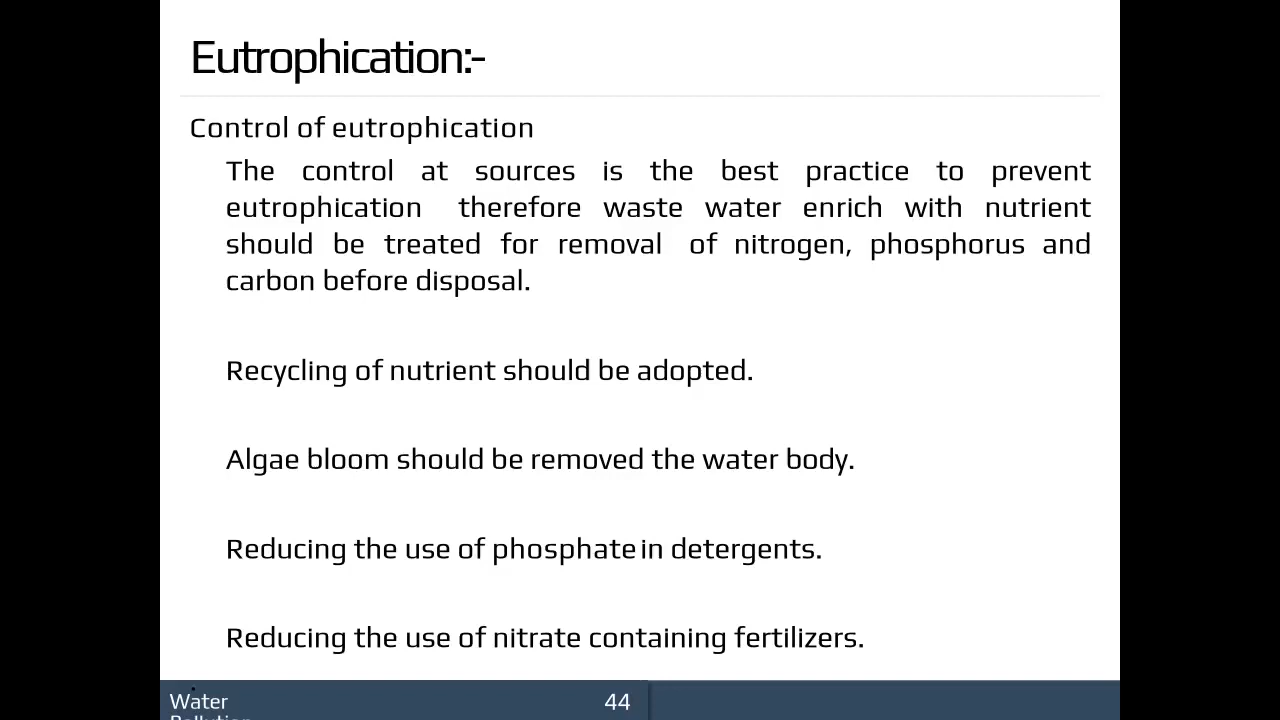 Eutrophication:-
Control of eutrophication
The control at sources is the best practice to prevent
eutrophication therefore waste water enrich with nutrient
should be treated for removal of nitrogen, phosphorus and
carbon before disposal.
Recycling of nutrient should be adopted.
Algae bloom should be removed the water body.
Reducing the use of phosphate in detergents.
Reducing the use of nitrate containing fertilizers.
Water 44
Pollution